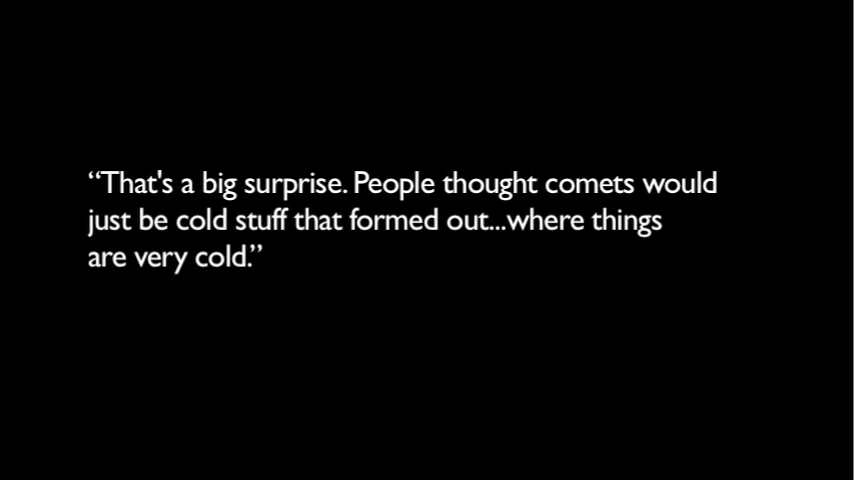 “That's a big surprise. People thought comets would
just be cold stuff that formed out...where things
are very cold.”